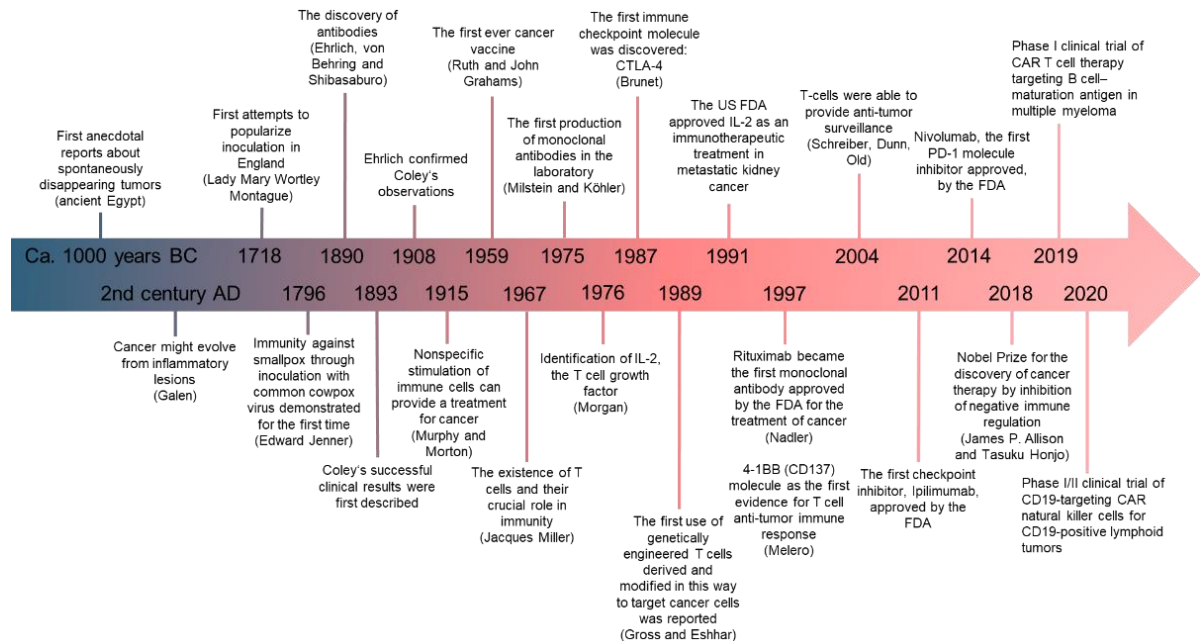 First anecdotal
reports about
spontaneously
disappearing tumors
(ancient Egypt)
First attempts to
popularize
inoculation in
England
(Lady Mary Wortley
Montague)
The discovery of
antibodies
(Ehrlich, von
Behring and
Shibasaburo)
Ehrlich confirmed
Coley's
observations
The first ever cancer
vaccine
(Ruth and John
Grahams)
The first production
of monoclonal
antibodies in the
laboratory
(Milstein and Köhler)
The first immune
checkpoint molecule
was discovered:
CTLA-4
(Brunet)
The US FDA
approved IL-2 as an
immunotherapeutic
treatment in
metastatic kidney
cancer
T-cells were able to
provide anti-tumor
surveillance
(Schreiber, Dunn,
Old)
Nivolumab, the first
PD-1 molecule
inhibitor approved,
by the FDA
Phase I clinical trial of
CAR T cell therapy
targeting B cell–
maturation antigen in
multiple myeloma
Ca. 1000 years BC 1718 1890 1908 1959 1975 1987 1991 2004 2014 2019
2nd century AD 1796 1893 1915 1967 1976 1989 1997 2011 2018 2020
Cancer might evolve
from inflammatory
lesions
(Galen)
Immunity against
smallpox through
inoculation with
common cowpox
virus demonstrated
for the first time
(Edward Jenner)
Coley's successful
clinical results were
first described
Nonspecific
stimulation of
immune cells can
provide a treatment
for cancer
(Murphy and
Morton)
The existence of T
cells and their
crucial role in
immunity
(Jacques Miller)
Identification of IL-2,
the T cell growth
factor
(Morgan)
The first use of
genetically
engineered T cells
derived and
modified in this way
to target cancer cells
was reported
(Gross and Eshhar)
Rituximab became
the first monoclonal
antibody approved
by the FDA for the
treatment of cancer
(Nadler)
4-1BB (CD137)
molecule as the first
evidence for T cell
anti-tumor immune
response
(Melero)
The first checkpoint
inhibitor, Ipilimumab,
approved by the
FDA
Nobel Prize for the
discovery of cancer
therapy by inhibition
of negative immune
regulation
(James P. Allison
and Tasuku Honjo)
Phase I/II clinical trial of
CD19-targeting CAR
natural killer cells for
CD19-positive lymphoid
tumors